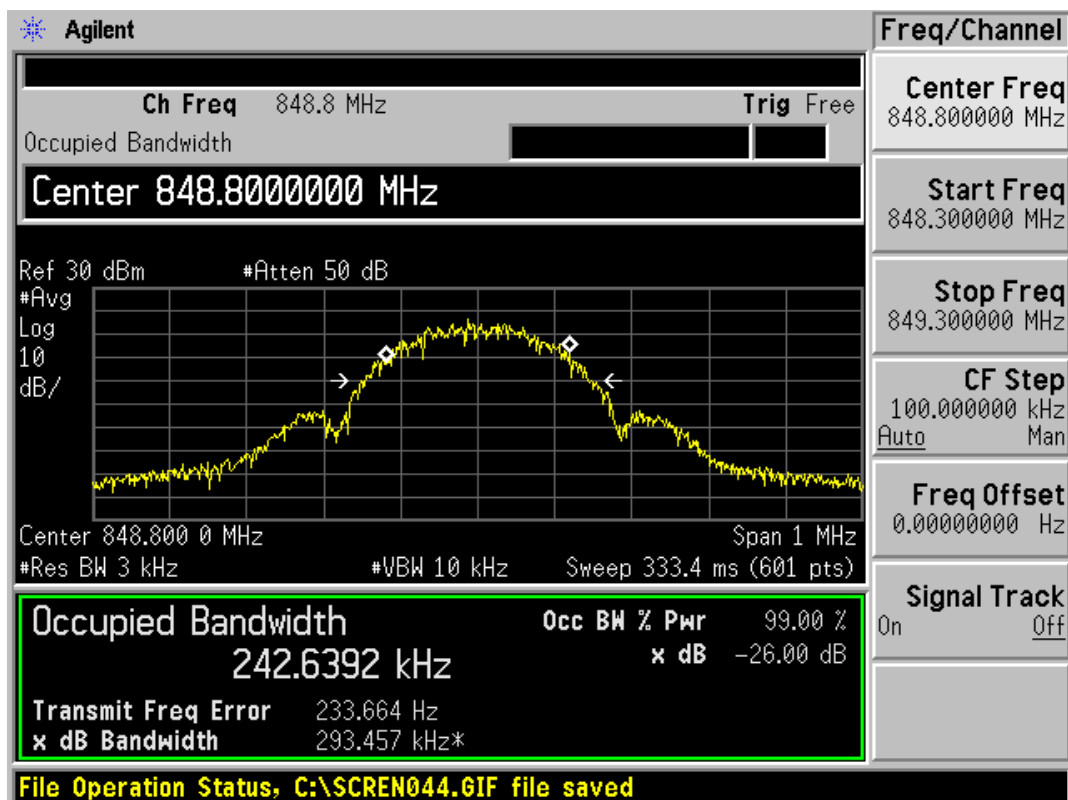 Agilent
Freq/Channel
Ch Freq 848.8 MHz Trig Free
Occupied Bandwidth
Center 848.8000000 MHz
Ref 30 dBm #Atten 50 dB
#Avg
Log
10
dB/
Center 848.800 0 MHz Span 1 MHz
#Res BW 3 kHz #VBW 10 kHz Sweep 333.4 ms (601 pts)
Occupied Bandwidth
242.6392 kHz
Occ BW % Pwr 99.00 %
x dB -26.00 dB
Transmit Freq Error 233.664 Hz
x dB Bandwidth 293.457 kHz*
Center Freq
848.800000 MHz
Start Freq
848.300000 MHz
Stop Freq
849.300000 MHz
CF Step
100.000000 kHz
Auto Man
Freq Offset
0.00000000 Hz
Signal Track
On Off
File Operation Status, C:\SCREN044.GIF file saved